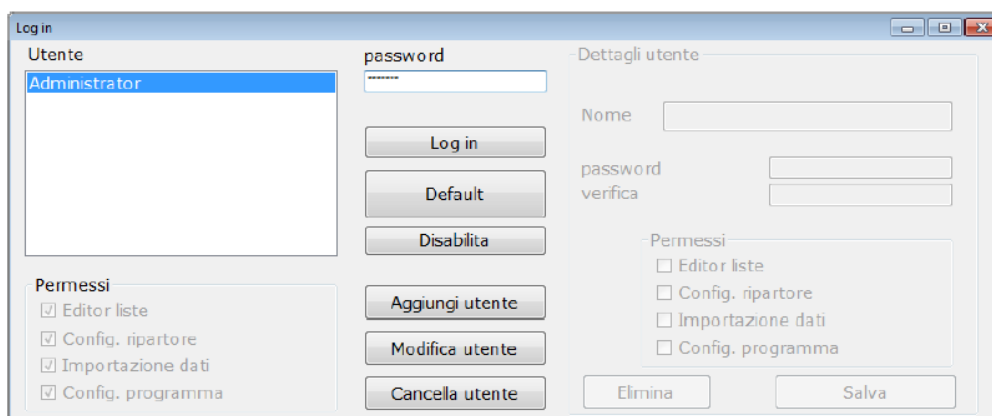 Log in
Utente
Administrator
Permessi
Editor liste
Config. ripartore
Importazione dati
Config. programma
password
Log in
Default
Disabilita
Aggiungi utente
Modifica utente
Cancella utente
Dettagli utente
Nome
password
verifica
Permessi
Editor liste
Config. ripartore
Importazione dati
Config. programma
Elimina
Salva